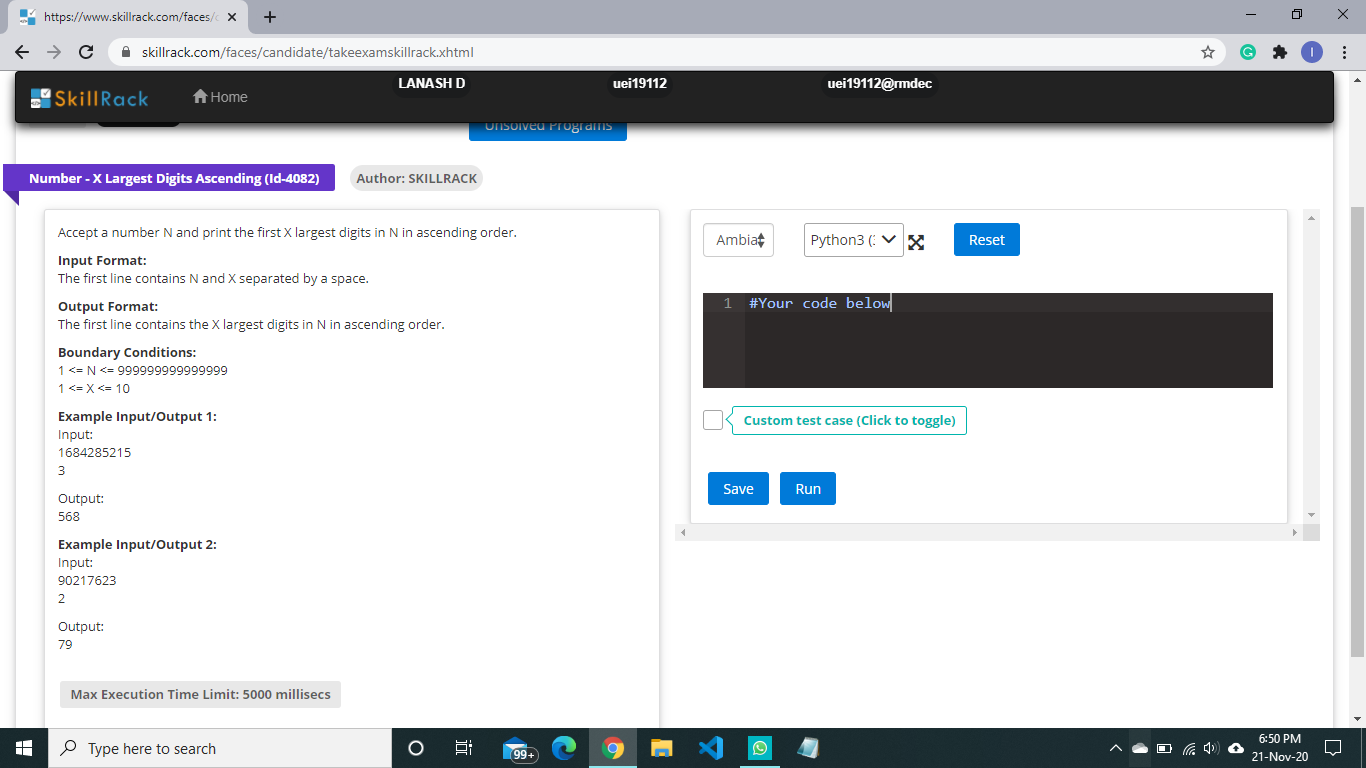 https://www.skillrack.com/faces/c
skillrack.com/faces/candidate/takeexamskillrack.xhtml
I
SkillRack
Home
LANASH D
uei19112
uei19112@rmdec
Unsolved Programs
Number - X Largest Digits Ascending (Id-4082)
Author: SKILLRACK
Accept a number N and print the first X largest digits in N in ascending order.
Input Format:
The first line contains N and X separated by a space.
Output Format:
The first line contains the X largest digits in N in ascending order.
Boundary Conditions:
1 <= N <= 999999999999999
1 <= X <= 10
Example Input/Output 1:
Input:
1684285215
3
Output:
568
Example Input/Output 2:
Input:
90217623
2
Output:
79
Max Execution Time Limit: 5000 millisecs
Ambia
Python3 (3
Reset
1 #Your code below
Custom test case (Click to toggle)
Save
Run
Type here to search
99+
6:50 PM
21-Nov-20